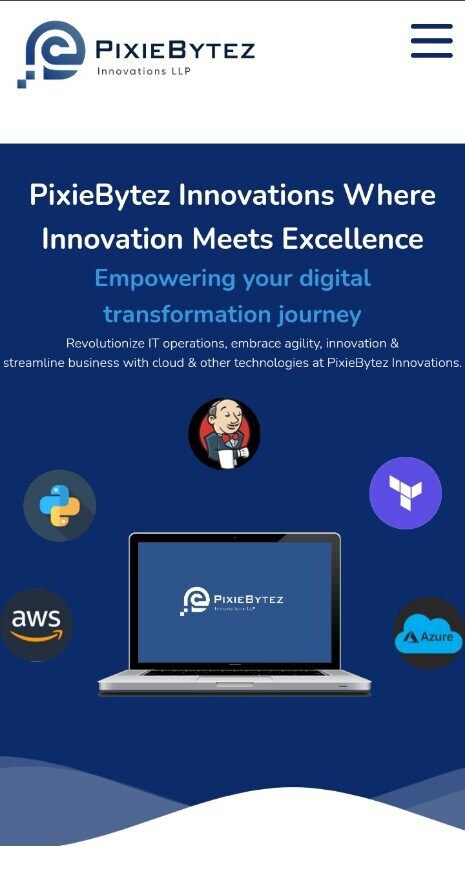 PIXIEBYTEZ
Innovations LLP
PixieBytez Innovations Where
Innovation Meets Excellence
Empowering your digital
transformation journey
Revolutionize IT operations, embrace agility, innovation &
streamline business with cloud & other technologies at PixieBytez Innovations.
PIXIEBYTEZ
Innovations LLP
aws
Azure